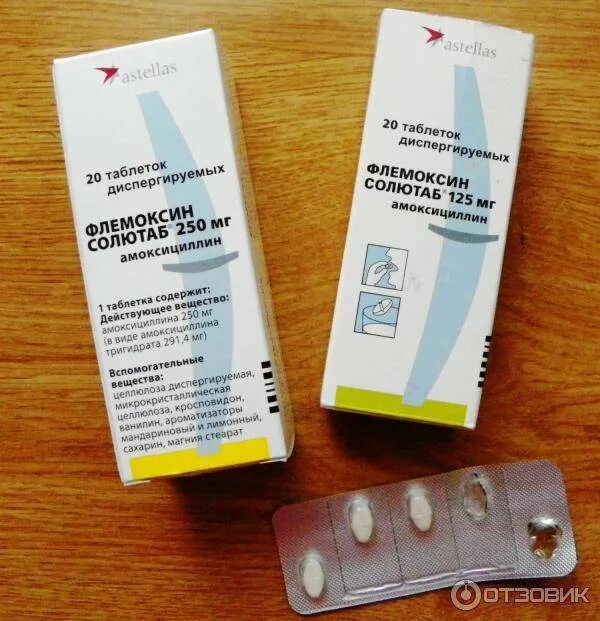 astellas
20 таблеток
диспергируемых
ФЛЕМОКСИН
СОЛЮТАБ® 250 мг
амоксициллин
1 таблетка содержит:
Действующее вещество:
амоксициллина 250 мг
(в виде амоксициллина
тригидрата 291,4 мг)
Вспомогательные
вещества:
целлюлоза диспергируемая,
микрокристаллическая
целлюлоза, кросповидон,
ванилин, ароматизаторы
мандариновый и лимонный,
сахарин, магния стеарат
astellas
20 таблеток
диспергируемых
ФЛЕМОКСИН
СОЛЮТАБ® 125 мг
амоксициллин
ОТЗОВИК